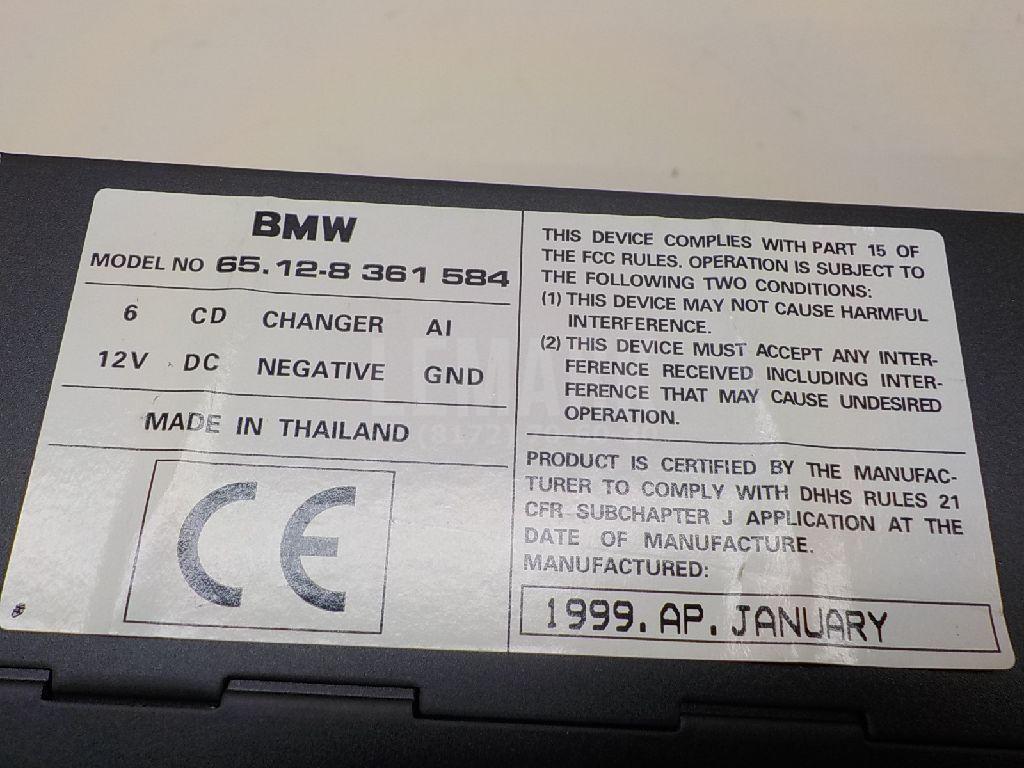 BMW
MODEL NO 65.12-8 361 584
6 CD CHANGER AI
12V DC NEGATIVE GND
MADE IN THAILAND
CE
THIS DEVICE COMPLIES WITH PART 15 OF
THE FCC RULES. OPERATION IS SUBJECT TO
THE FOLLOWING TWO CONDITIONS:
(1) THIS DEVICE MAY NOT CAUSE HARMFUL
INTERFERENCE.
(2) THIS DEVICE MUST ACCEPT ANY INTER-
FERENCE RECEIVED INCLUDING INTER-
FERENCE THAT MAY CAUSE UNDESIRED
OPERATION.
PRODUCT IS CERTIFIED BY THE MANUFAC-
TURER TO COMPLY WITH DHHS RULES 21
CFR SUBCHAPTER J APPLICATION AT THE
DATE OF MANUFACTURE.
MANUFACTURED:
1999. AP. JANUARY